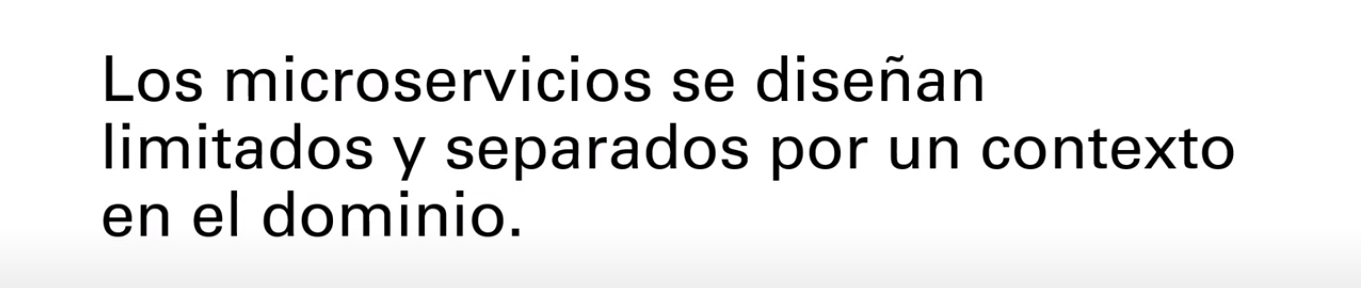 Los microservicios se diseñan
limitados y separados por un contexto
en el dominio.